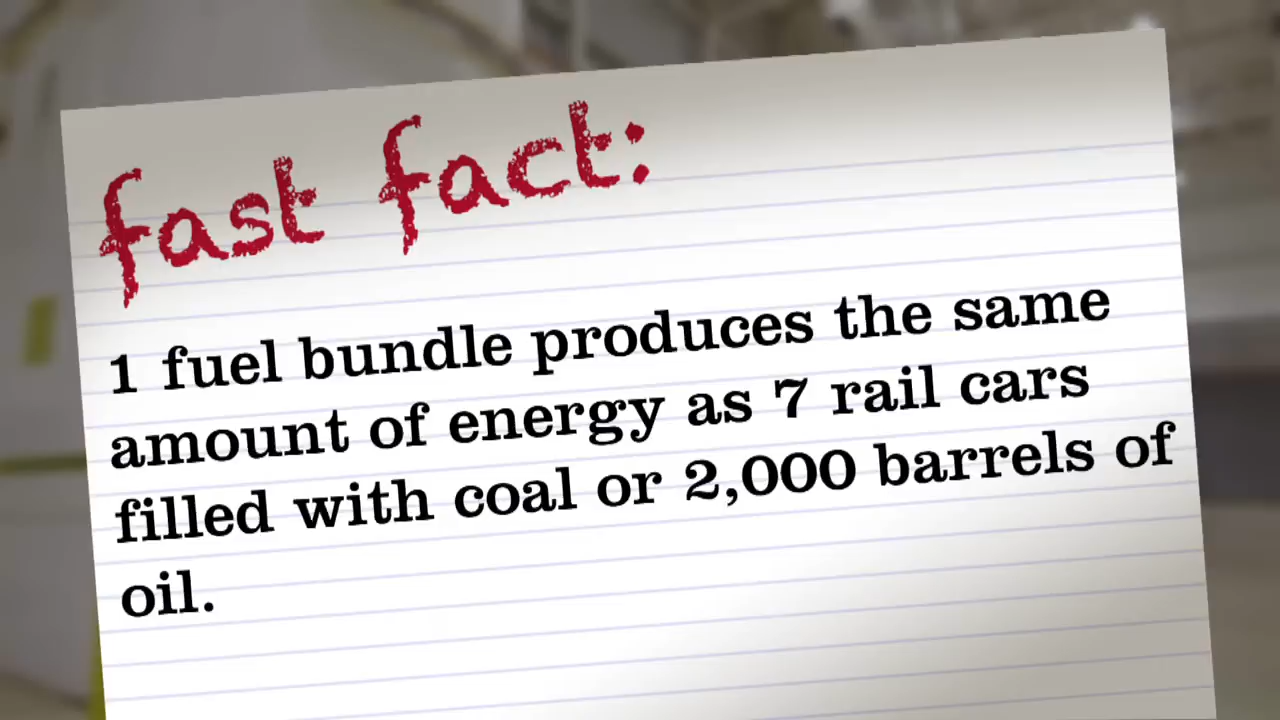 fast fact:
1 fuel bundle produces the same
amount of energy as 7 rail cars
filled with coal or 2,000 barrels of
oil.